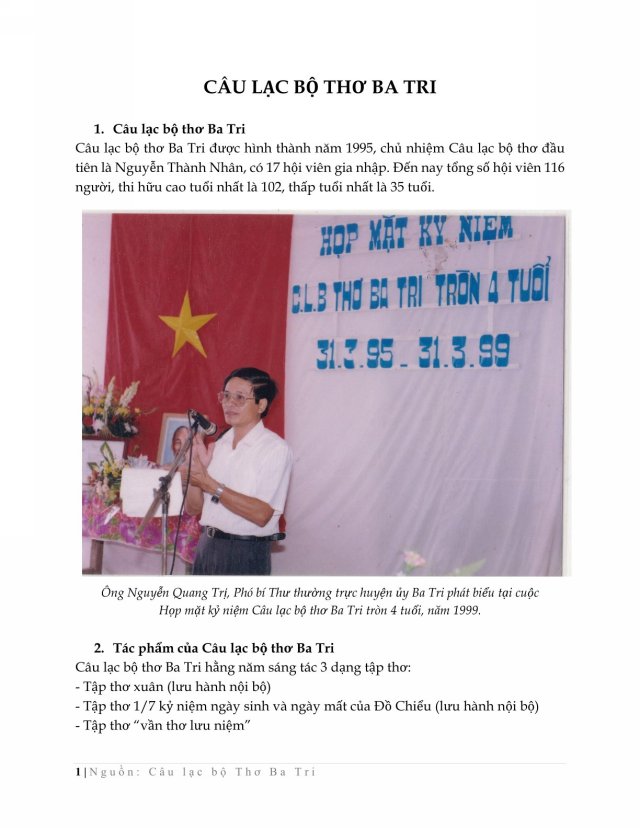 CÂU LẠC BỘ THƠ BA TRI
1. Câu lạc bộ thơ Ba Tri
Câu lạc bộ thơ Ba Tri được hình thành năm 1995, chủ nhiệm Câu lạc bộ thơ đầu
tiên là Nguyễn Thành Nhân, có 17 hội viên gia nhập. Đến nay tổng số hội viên 116
người, thi hữu cao tuổi nhất là 102, thấp tuổi nhất là 35 tuổi.
HỌP MẶT KỶ NIỆM
C.L.B THƠ BA TRI TRÒN 4 TUỔI
31.3.95 - 31.3.99
Ông Nguyễn Quang Trị, Phó bí Thư thường trực huyện ủy Ba Tri phát biểu tại cuộc
Họp mặt kỷ niệm Câu lạc bộ thơ Ba Tri tròn 4 tuổi, năm 1999.
2. Tác phẩm của Câu lạc bộ thơ Ba Tri
Câu lạc bộ thơ Ba Tri hằng năm sáng tác 3 dạng tập thơ:
- Tập thơ xuân (lưu hành nội bộ)
- Tập thơ 1/7 kỷ niệm ngày sinh và ngày mất của Đồ Chiểu (lưu hành nội bộ)
- Tập thơ “vần thơ lưu niệm”
1 | Nguồn: Câu lạc bộ Thơ Ba Tri